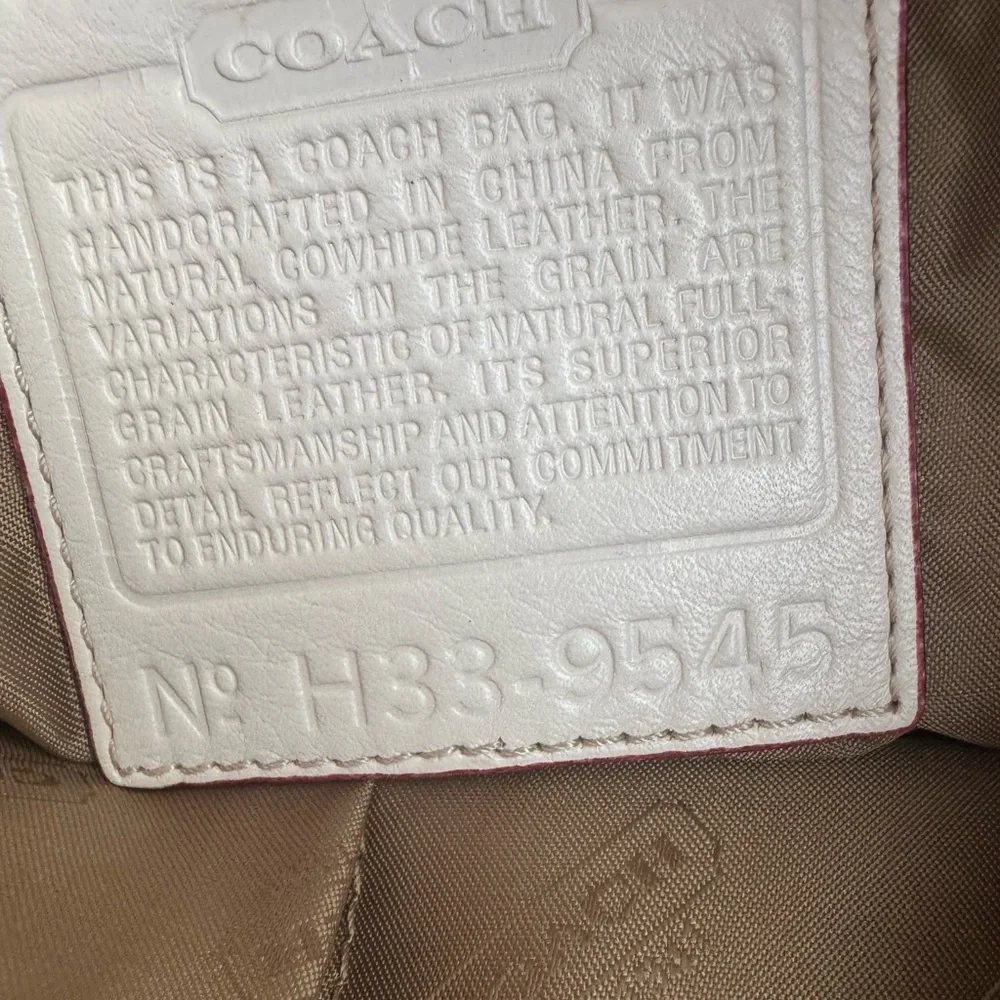 COACH
THIS IS A COACH BAG. IT WAS
HANDCRAFTED IN CHINA FROM
NATURAL COWHIDE LEATHER. THE
VARIATIONS IN THE GRAIN ARE
CHARACTERISTIC OF NATURAL FULL-
GRAIN LEATHER. ITS SUPERIOR
CRAFTSMANSHIP AND ATTENTION TO
DETAIL REFLECT OUR COMMITMENT
TO ENDURING QUALITY.
Nº H33-9545